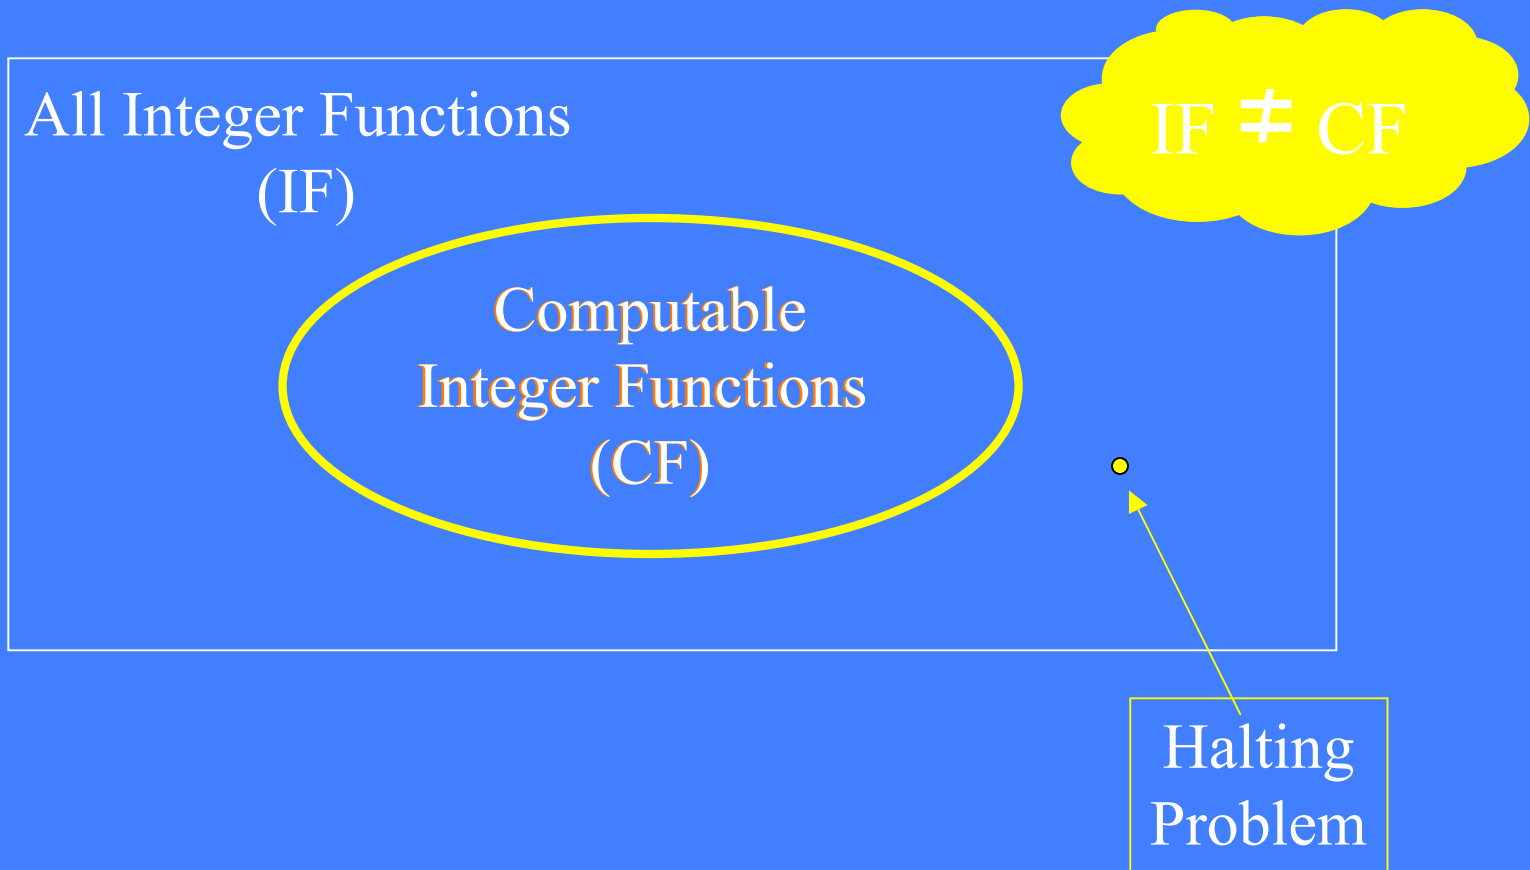 All Integer Functions
(IF)
IF ≠ CF
Computable
Integer Functions
(CF)
Halting
Problem